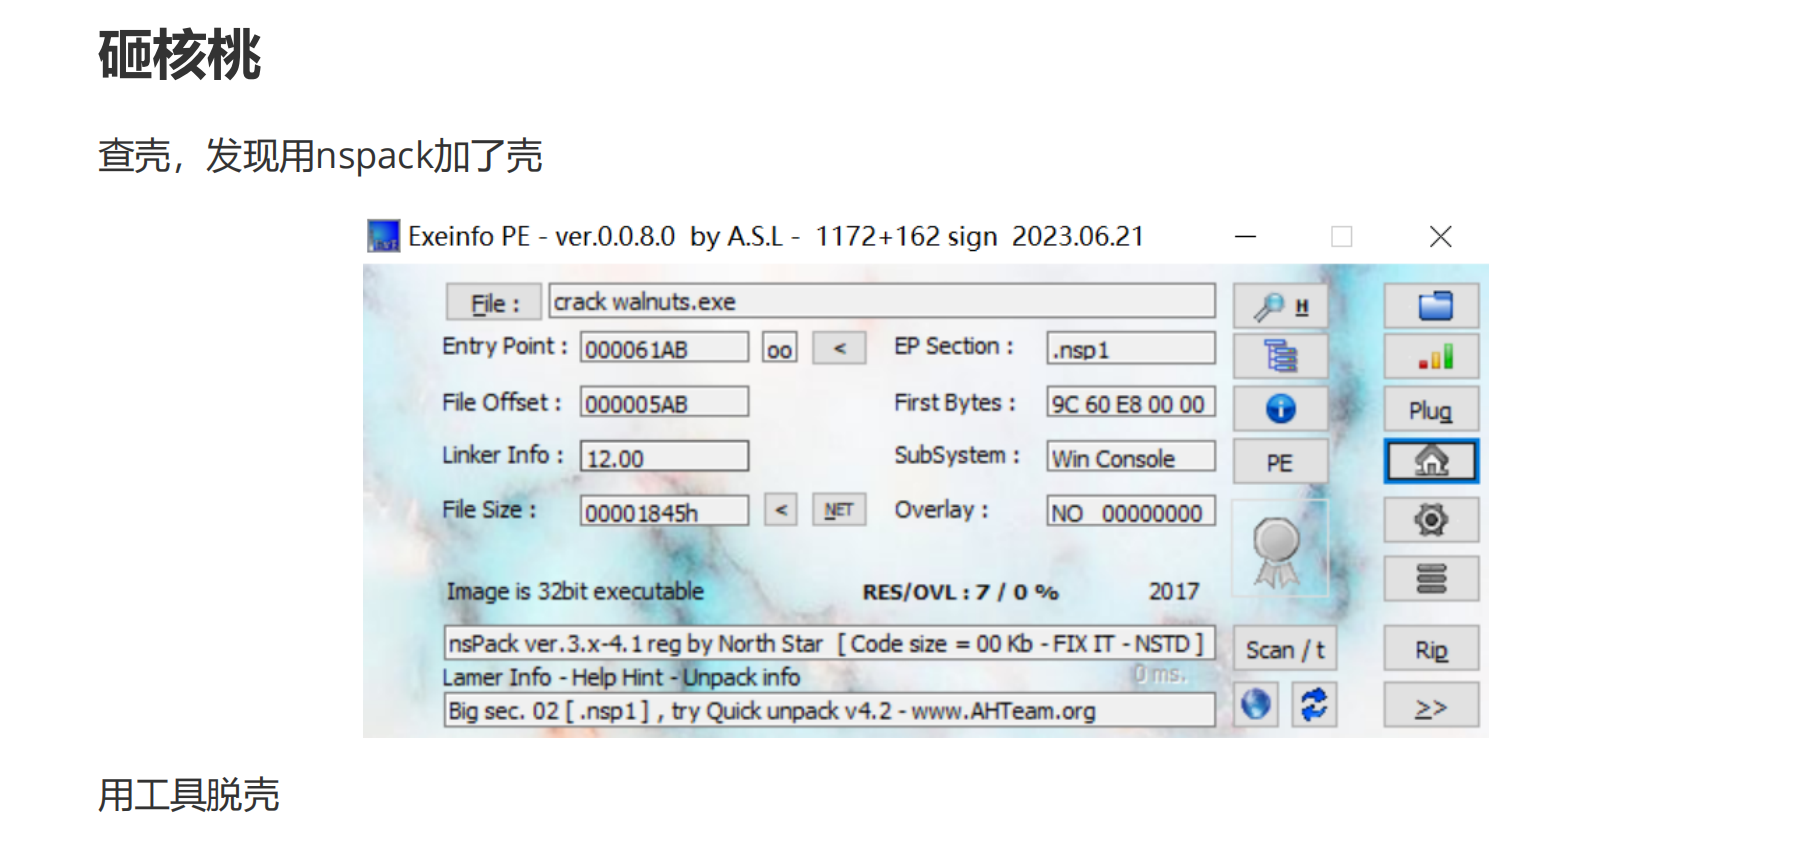 砸核桃
查壳，发现用nspack加了壳
Exeinfo PE - ver.0.0.8.0 by A.S.L - 1172+162 sign 2023.06.21
File : crack walnuts.exe H
Entry Point : 000061AB oo < EP Section : .nsp1
File Offset : 000005AB First Bytes : 9C 60 E8 00 00 Plug
Linker Info : 12.00 SubSystem : Win Console PE
File Size : 00001845h < NET Overlay : NO 00000000
Image is 32bit executable RES/OVL : 7 / 0 % 2017
nsPack ver.3.x-4.1 reg by North Star [ Code size = 00 Kb - FIX IT - NSTD ] Scan / t Rip
Lamer Info - Help Hint - Unpack info 0 ms.
Big sec. 02 [ .nsp1 ] , try Quick unpack v4.2 - www.AHTeam.org >>
用工具脱壳